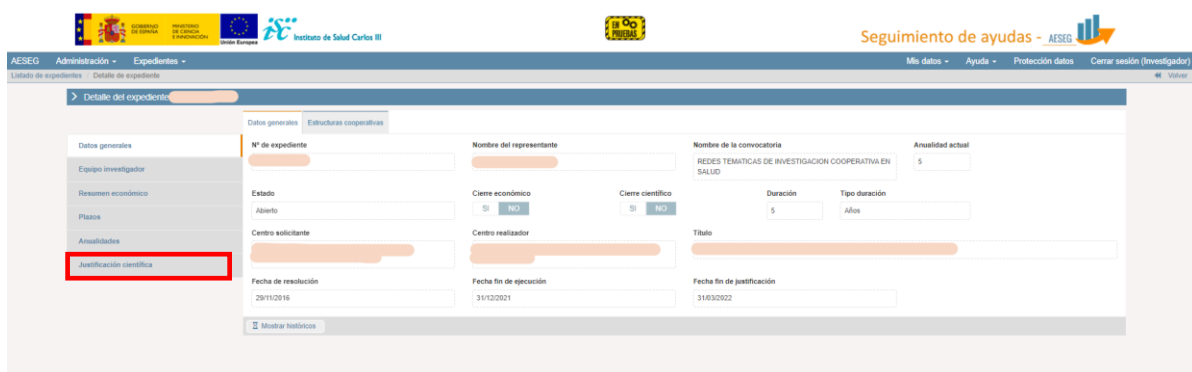 GOBIERNO DE ESPAÑA
MINISTERIO DE CIENCIA E INNOVACIÓN
Unión Europea
isc Instituto de Salud Carlos III
EN PRUEBAS
Seguimiento de ayudas - AESEG
AESEG Administración Expedientes Mis datos Ayuda Protección datos Cerrar sesión (Investigador)
Listado de expedientes / Detalle de expediente Volver
Detalle del expediente
Datos generales Estructuras cooperativas
Datos generales
Equipo investigador
Resumen económico
Plazos
Anualidades
Justificación científica
Nº de expediente Nombre del representante Nombre de la convocatoria Anualidad actual
REDES TEMATICAS DE INVESTIGACION COOPERATIVA EN 5
SALUD
Estado Cierre económico Cierre científico Duración Tipo duración
Abierto SI NO SI NO 5 Años
Centro solicitante Centro realizador Título
Fecha de resolución Fecha fin de ejecución Fecha fin de justificación
29/11/2016 31/12/2021 31/03/2022
Mostrar históricos